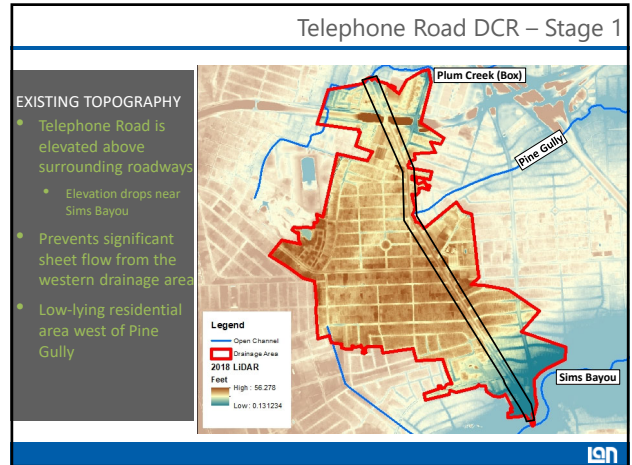 Telephone Road DCR – Stage 1
EXISTING TOPOGRAPHY
• Telephone Road is
elevated above
surrounding roadways
• Elevation drops near
Sims Bayou
• Prevents significant
sheet flow from the
western drainage area
• Low-lying residential
area west of Pine
Gully
Plum Creek (Box)
Pine Gully
Sims Bayou
Legend
Open Channel
Drainage Area
2018 LiDAR
Feet
High : 56.278
Low : 0.131234
lan